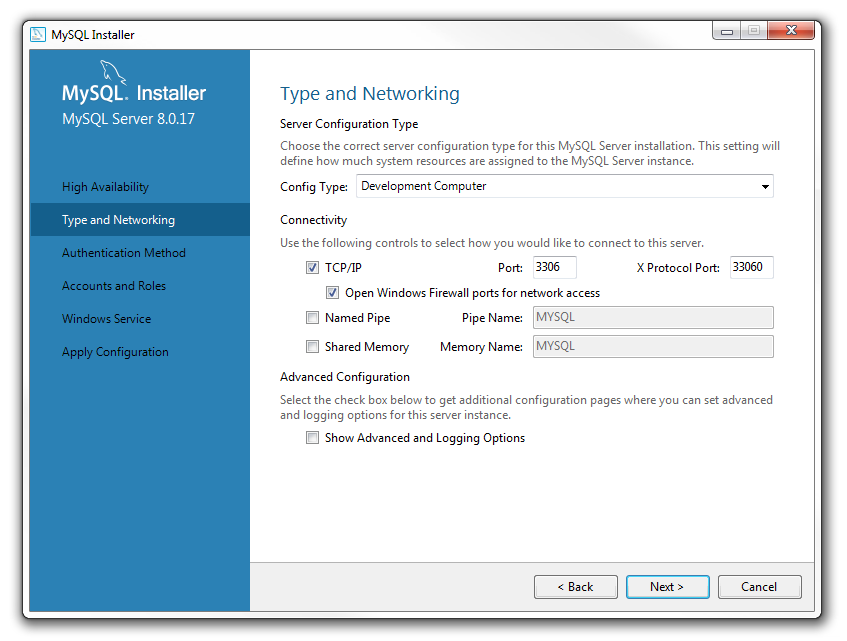 MySQL Installer
MySQL. Installer
MySQL Server 8.0.17
High Availability
Type and Networking
Authentication Method
Accounts and Roles
Windows Service
Apply Configuration
Type and Networking
Server Configuration Type
Choose the correct server configuration type for this MySQL Server installation. This setting will
define how much system resources are assigned to the MySQL Server instance.
Config Type: Development Computer
Connectivity
Use the following controls to select how you would like to connect to this server.
TCP/IP Port: 3306 X Protocol Port: 33060
Open Windows Firewall ports for network access
Named Pipe Pipe Name: MYSQL
Shared Memory Memory Name: MYSQL
Advanced Configuration
Select the check box below to get additional configuration pages where you can set advanced
and logging options for this server instance.
Show Advanced and Logging Options
< Back Next > Cancel